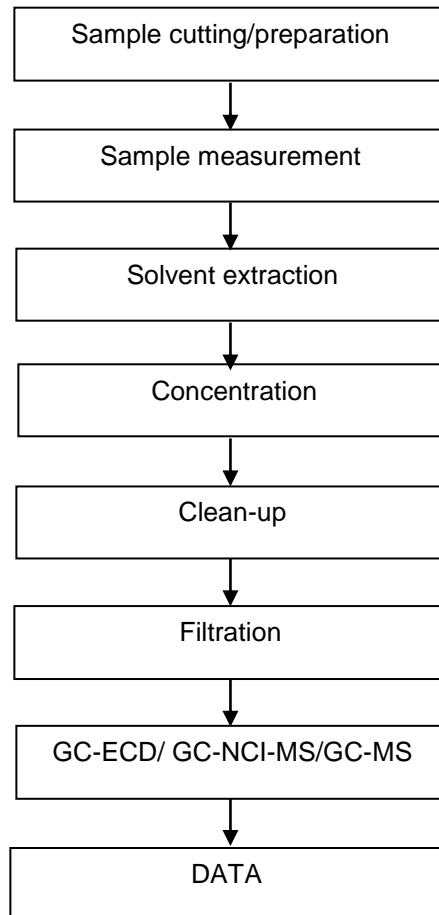 Sample cutting/preparation
Sample measurement
Solvent extraction
Concentration
Clean-up
Filtration
GC-ECD/ GC-NCI-MS/GC-MS
DATA